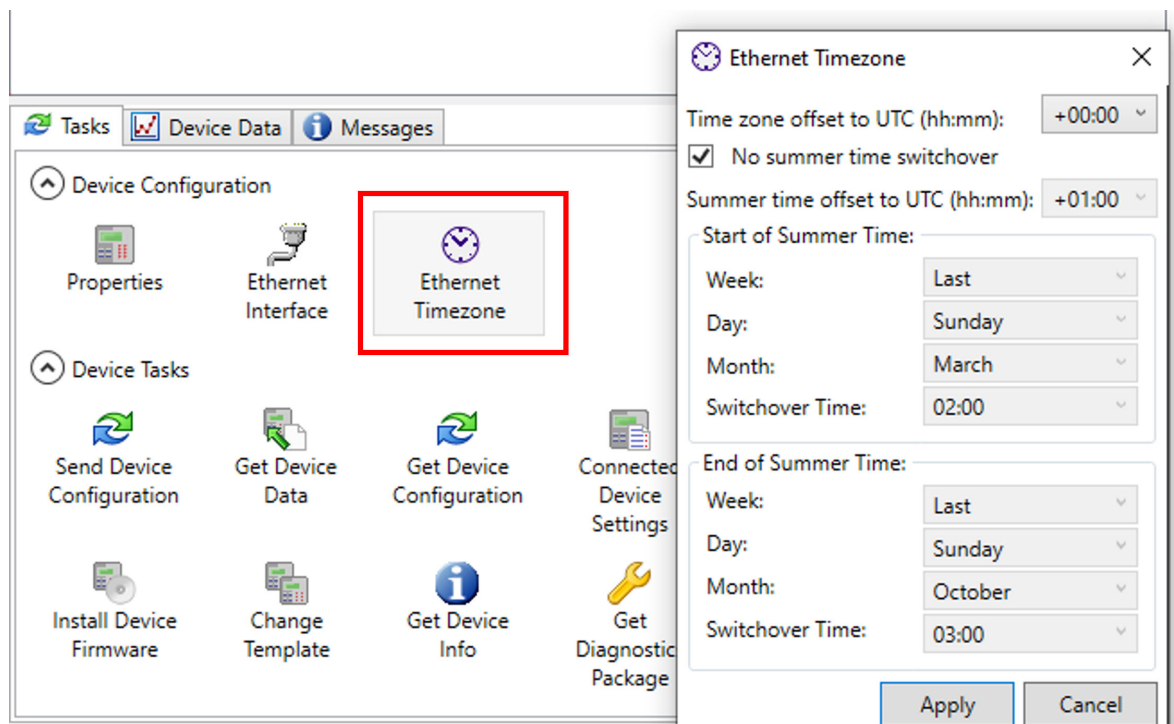 Tasks
Device Data
Messages
Device Configuration
Properties
Ethernet
Interface
Ethernet
Timezone
Device Tasks
Send Device
Configuration
Get Device
Data
Get Device
Configuration
Connected
Device
Settings
Install Device
Firmware
Change
Template
Get Device
Info
Get
Diagnostic
Package
Ethernet Timezone
Time zone offset to UTC (hh:mm): +00:00
No summer time switchover
Summer time offset to UTC (hh:mm): +01:00
Start of Summer Time:
Week: Last
Day: Sunday
Month: March
Switchover Time: 02:00
End of Summer Time:
Week: Last
Day: Sunday
Month: October
Switchover Time: 03:00
Apply Cancel